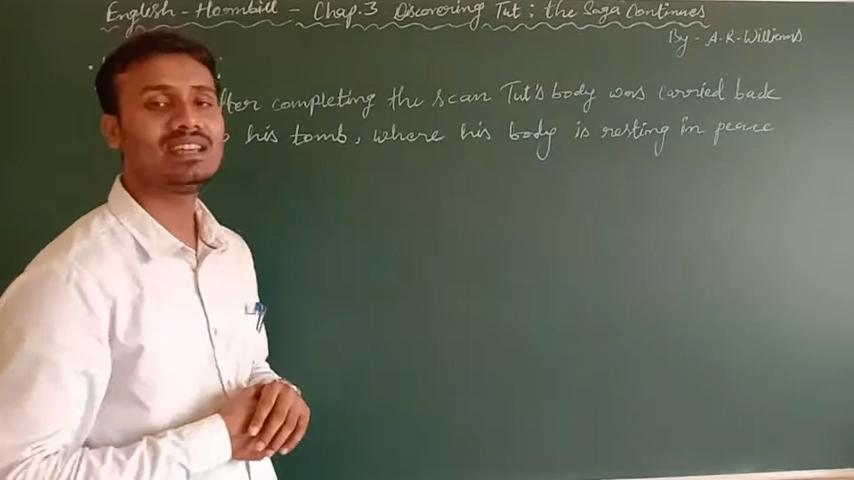 English - Hornbill - Chap.3 Discovering Tut : the Saga Continues
By - A.R. Williams
After completing the scan Tut's body was carried back
his tomb, where his body is resting in peace